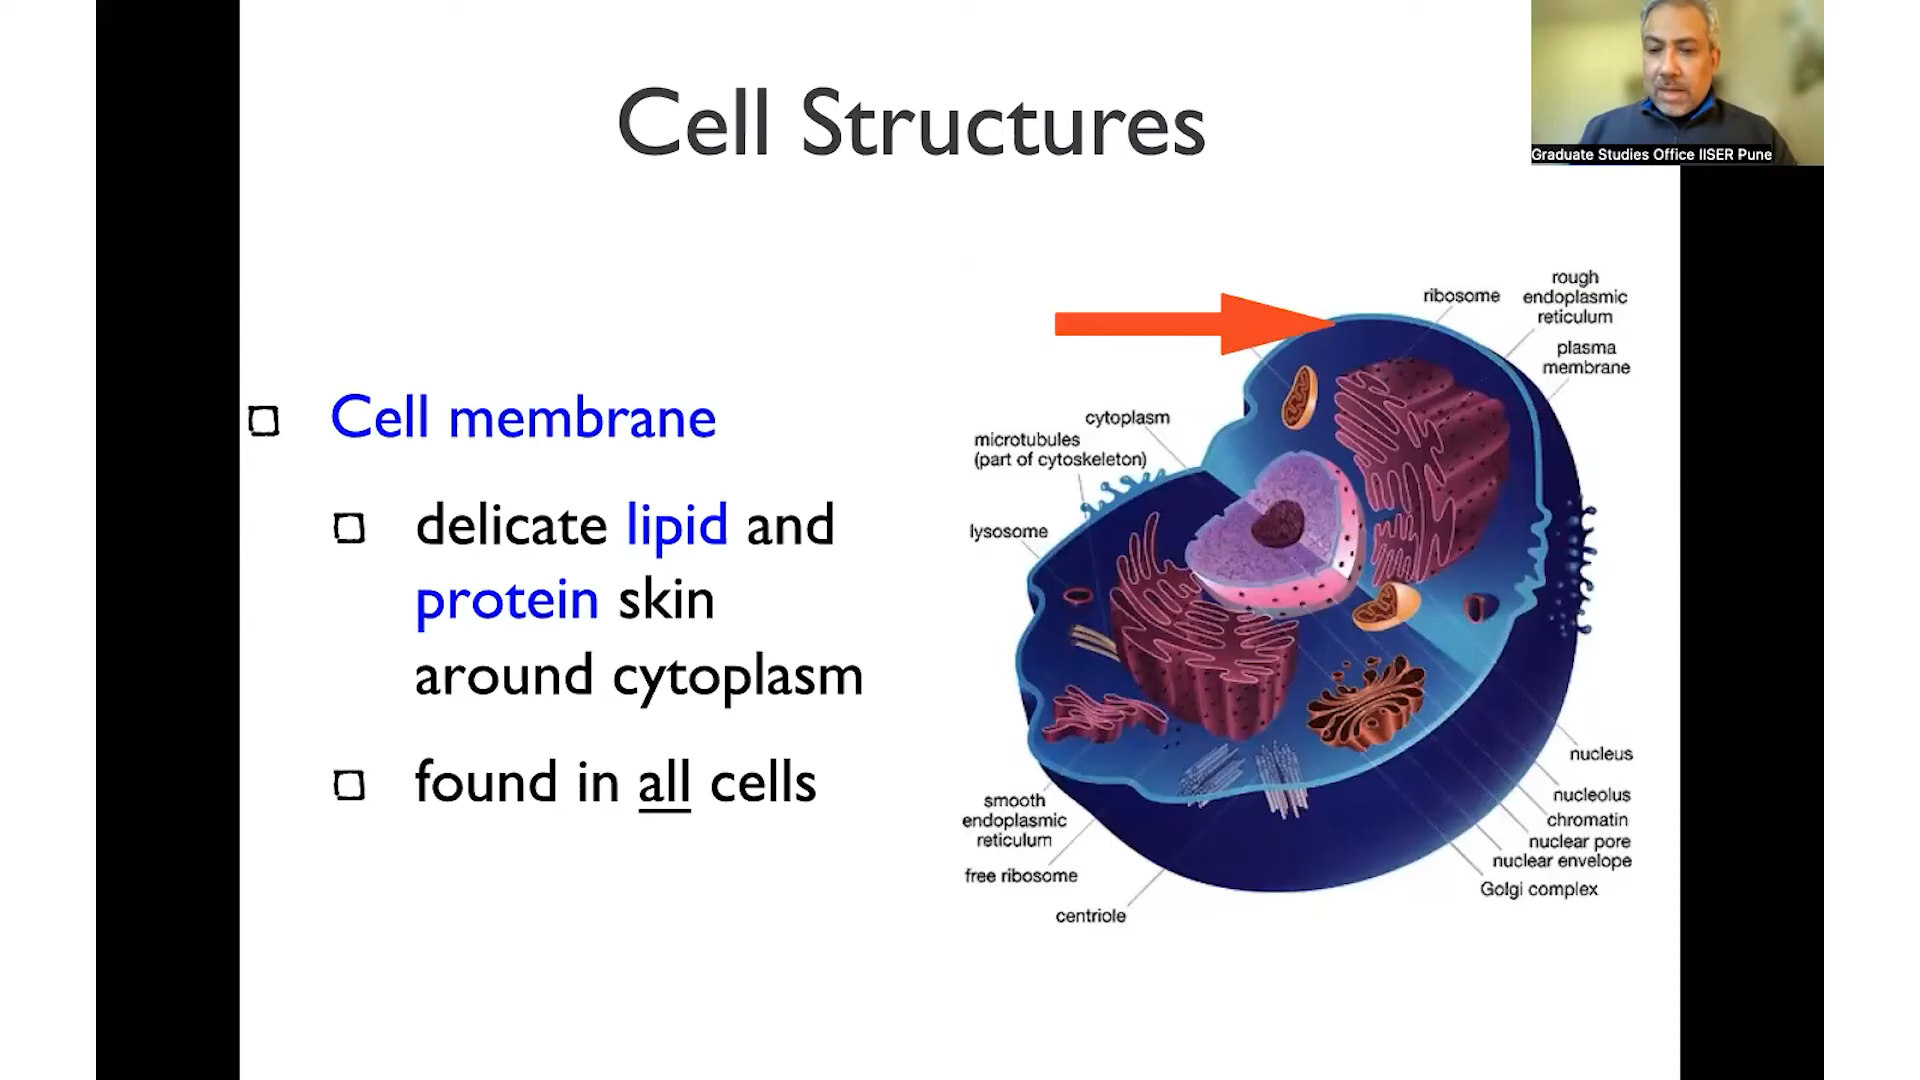 Cell Structures
Graduate Studies Office IISER Pune
Cell membrane
delicate lipid and
protein skin
around cytoplasm
found in all cells
ribosome
rough
endoplasmic
reticulum
plasma
membrane
cytoplasm
microtubules
(part of cytoskeleton)
lysosome
smooth
endoplasmic
reticulum
free ribosome
centriole
nucleus
nucleolus
chromatin
nuclear pore
nuclear envelope
Golgi complex